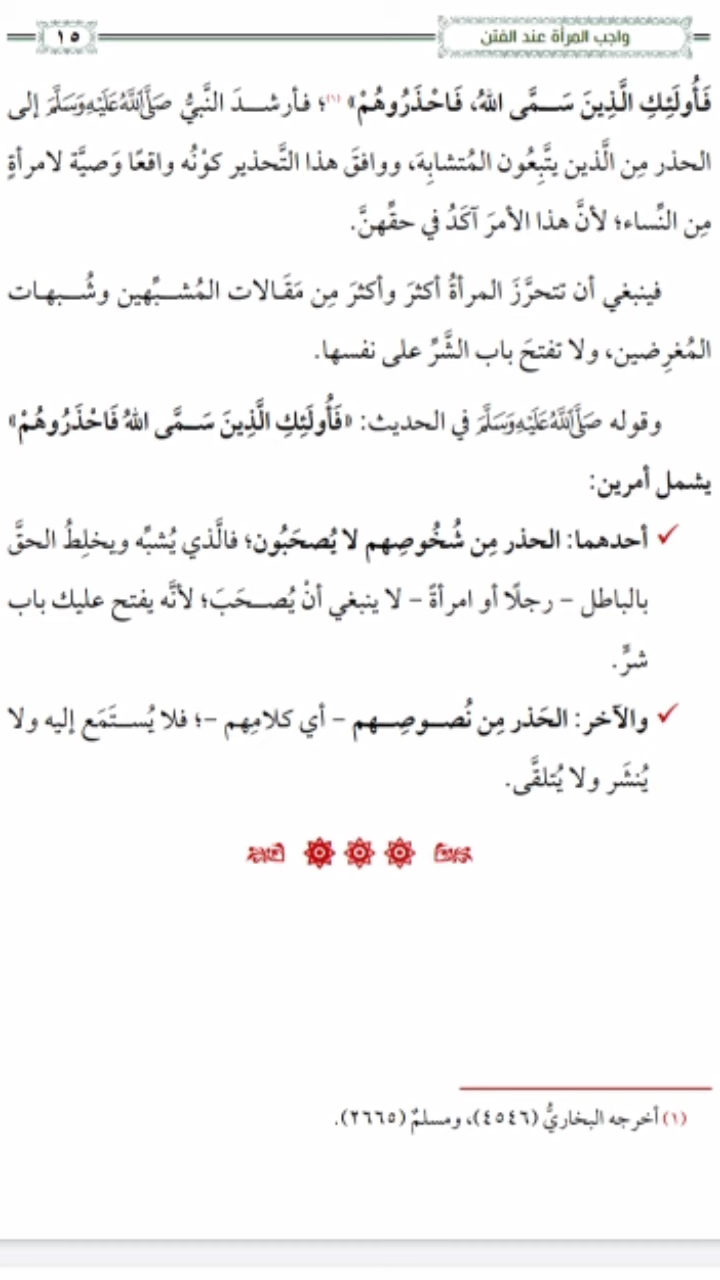 واجب المرأة عند الفتن
١٥
فَأُولَئِكِ الَّذِينَ سَمَّى اللهُ، فَاحْذَرُوهُمْ» (١)؛ فأرشدَ النَّبيُّ صَلَّى اللَّهُ عَلَيْهِ وَسَلَّمَ إلى
الحذر مِن الَّذين يتَّبِعُون المُتشابِهَ، ووافقَ هذا التَّحذير كوْنُه واقعًا وَصيَّة لامرأةٍ
مِن النِّساء؛ لأنَّ هذا الأمرَ آكَدُ في حقِّهنَّ.
فينبغي أن تتحرَّزَ المرأةُ أكثرَ وأكثرَ مِن مَقَالات المُشبِّهين وشُبهات
المُغرِضين، ولا تفتحَ باب الشَّرِّ على نفسها.
وقوله صَلَّى اللَّهُ عَلَيْهِ وَسَلَّمَ في الحديث: «فَأُولَئِكِ الَّذِينَ سَمَّى اللهُ فَاحْذَرُوهُمْ»
يشمل أمرين:
✓ أحدهما: الحذر مِن شُخُوصِهم لا يُصحَبُون؛ فالَّذي يُشبِّه ويخلِطُ الحقَّ
بالباطل – رجلًا أو امرأةً – لا ينبغي أنْ يُصحَبَ؛ لأنَّه يفتح عليك باب
شرٍّ.
✓ والآخر: الحَذر مِن نُصوصِهم – أي كلامِهم –؛ فلا يُستَمَع إليه ولا
يُنشَر ولا يُتلقَّى.
(١) أخرجه البخاريُّ (٤٥٤٦)، ومسلمٌ (٢٦٦٥).